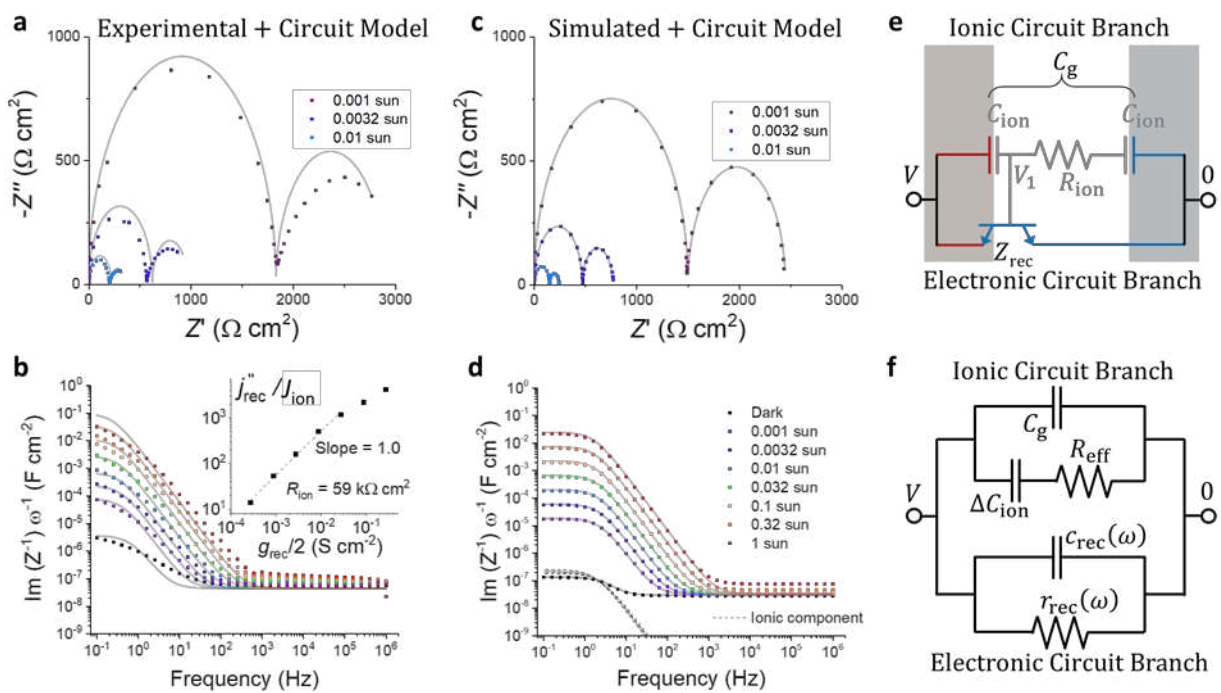 a Experimental + Circuit Model
-Z″ (Ω cm²)
1000
500
0
0.001 sun
0.0032 sun
0.01 sun
0 1000 2000 3000
Z′ (Ω cm²)
c Simulated + Circuit Model
-Z″ (Ω cm²)
1000
500
0
0.001 sun
0.0032 sun
0.01 sun
0 1000 2000 3000
Z′ (Ω cm²)
e Ionic Circuit Branch
C_g
C_ion C_ion
V V₁ R_ion 0
Z_rec
Electronic Circuit Branch
b
Im (Z⁻¹) ω⁻¹ (F cm⁻²)
10⁰
10⁻¹
10⁻²
10⁻³
10⁻⁴
10⁻⁵
10⁻⁶
10⁻⁷
10⁻⁸
10⁻⁹
10⁻¹ 10⁰ 10¹ 10² 10³ 10⁴ 10⁵ 10⁶
Frequency (Hz)
j″_rec / J_ion
10³
10²
10¹
Slope = 1.0
R_ion = 59 kΩ cm²
10⁻⁴ 10⁻³ 10⁻² 10⁻¹
g_rec/2 (S cm⁻²)
d
Im (Z⁻¹) ω⁻¹ (F cm⁻²)
10⁰
10⁻¹
10⁻²
10⁻³
10⁻⁴
10⁻⁵
10⁻⁶
10⁻⁷
10⁻⁸
10⁻⁹
Dark
0.001 sun
0.0032 sun
0.01 sun
0.032 sun
0.1 sun
0.32 sun
1 sun
Ionic component
10⁻¹ 10⁰ 10¹ 10² 10³ 10⁴ 10⁵ 10⁶
Frequency (Hz)
f
Ionic Circuit Branch
C_g
R_eff
ΔC_ion
V 0
c_rec(ω)
r_rec(ω)
Electronic Circuit Branch